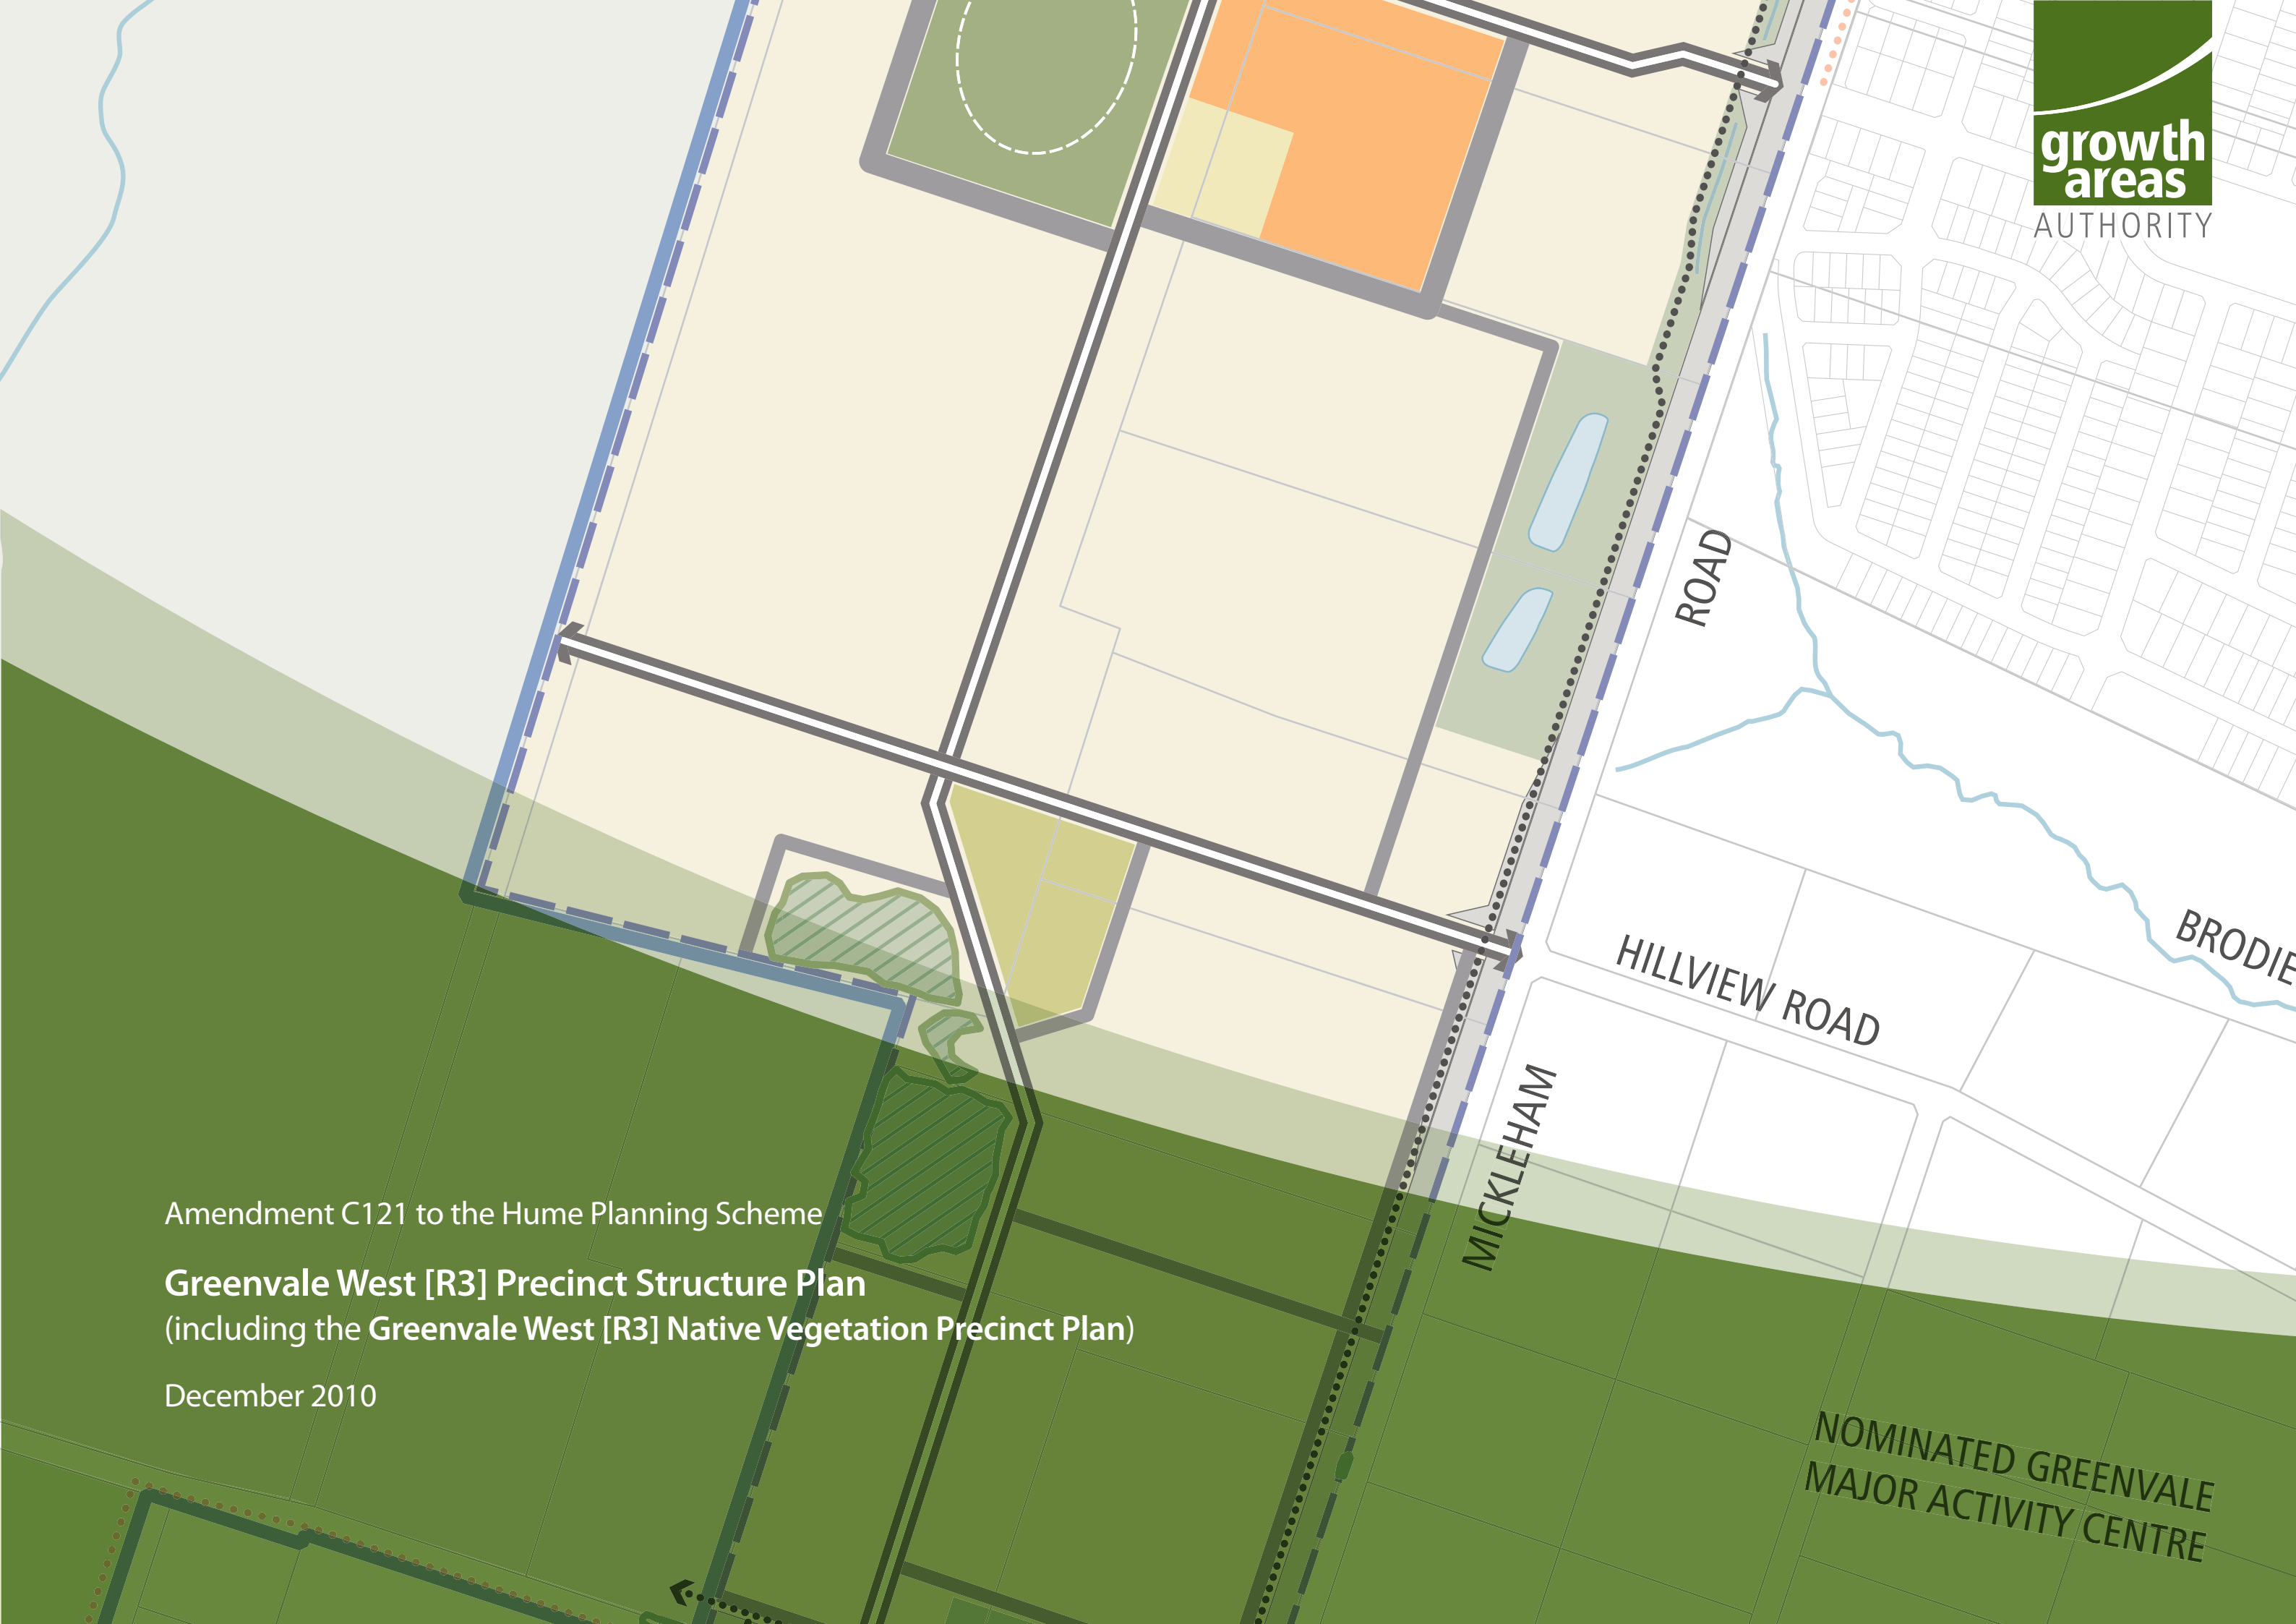 growth
areas
AUTHORITY
ROAD
HILLVIEW ROAD
BRODIE
MICKLEHAM
Amendment C121 to the Hume Planning Scheme
Greenvale West [R3] Precinct Structure Plan
(including the Greenvale West [R3] Native Vegetation Precinct Plan)
December 2010
NOMINATED GREENVALE
MAJOR ACTIVITY CENTRE